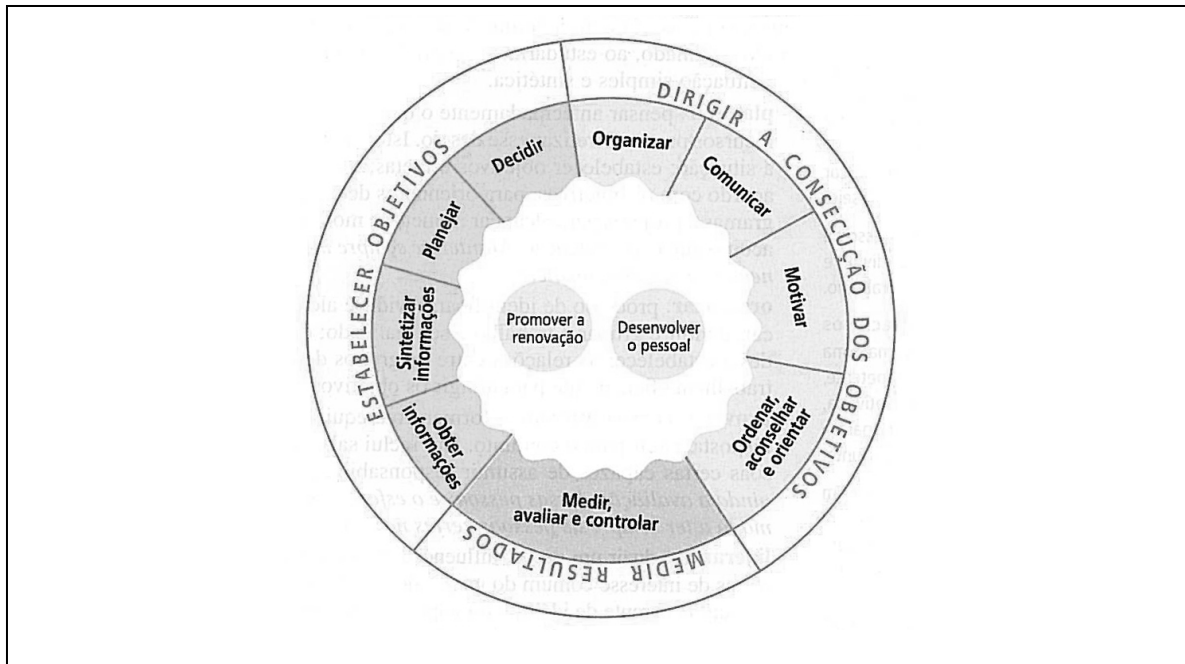 ESTABELECER OBJETIVOS
DIRIGIR A CONSECUÇÃO DOS OBJETIVOS
MEDIR RESULTADOS
Obter
informações
Sintetizar
informações
Planejar
Decidir
Organizar
Comunicar
Motivar
Ordenar,
aconselhar
e orientar
Medir,
avaliar e controlar
Promover a
renovação
Desenvolver
o pessoal